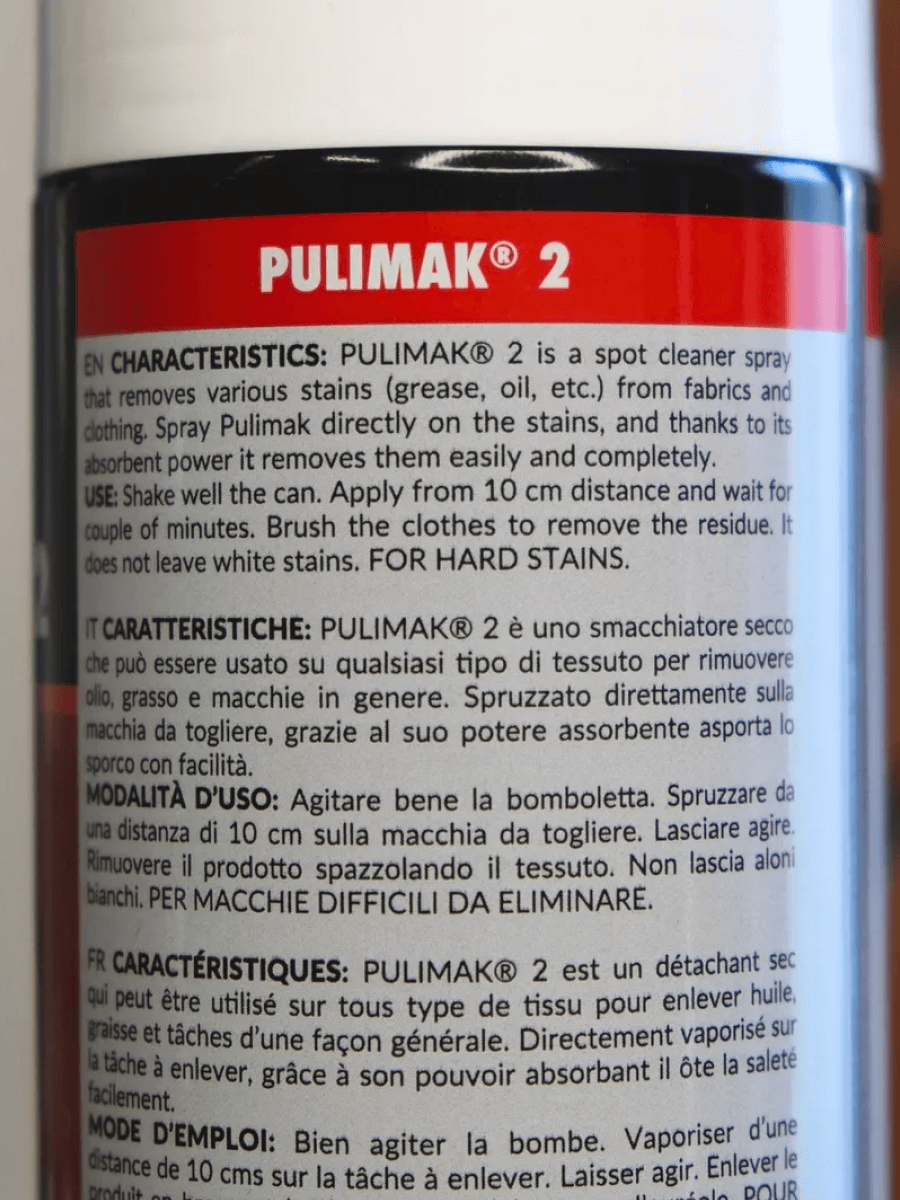 PULIMAK® 2
EN CHARACTERISTICS: PULIMAK® 2 is a spot cleaner spray
that removes various stains (grease, oil, etc.) from fabrics and
clothing. Spray Pulimak directly on the stains, and thanks to its
absorbent power it removes them easily and completely.
USE: Shake well the can. Apply from 10 cm distance and wait for
couple of minutes. Brush the clothes to remove the residue. It
does not leave white stains. FOR HARD STAINS.
IT CARATTERISTICHE: PULIMAK® 2 è uno smacchiatore secco
che può essere usato su qualsiasi tipo di tessuto per rimuovere
olio, grasso e macchie in genere. Spruzzato direttamente sulla
macchia da togliere, grazie al suo potere assorbente asporta lo
sporco con facilità.
MODALITÀ D'USO: Agitare bene la bomboletta. Spruzzare da
una distanza di 10 cm sulla macchia da togliere. Lasciare agire.
Rimuovere il prodotto spazzolando il tessuto. Non lascia aloni
bianchi. PER MACCHIE DIFFICILI DA ELIMINARE.
FR CARACTÉRISTIQUES: PULIMAK® 2 est un détachant sec
qui peut être utilisé sur tous type de tissu pour enlever huile,
graisse et tâches d'une façon générale. Directement vaporisé sur
la tâche à enlever, grâce à son pouvoir absorbant il ôte la saleté
facilement.
MODE D'EMPLOI: Bien agiter la bombe. Vaporiser d'une
distance de 10 cms sur la tâche à enlever. Laisser agir. Enlever le
produit en POUR